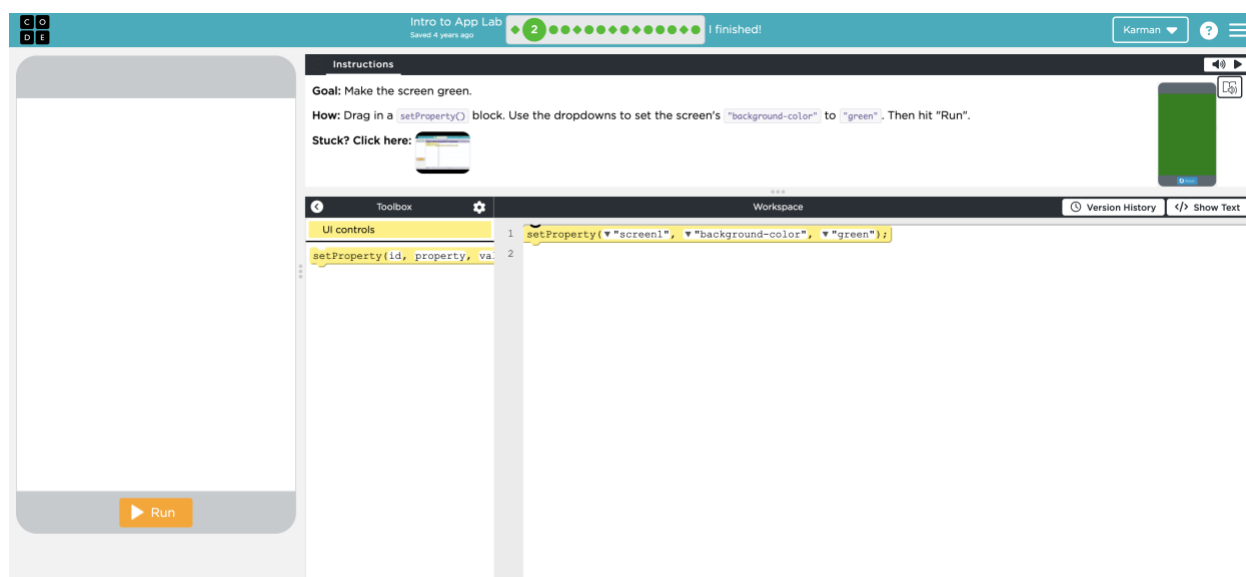 CODE
Intro to App Lab
Saved 4 years ago
2
I finished!
Karman
?
Instructions
Goal: Make the screen green.
How: Drag in a setProperty() block. Use the dropdowns to set the screen's "background-color" to "green". Then hit "Run".
Stuck? Click here:
Toolbox
Workspace
Version History
</> Show Text
UI controls
setProperty(id, property, va
1 setProperty(▼"screen1", ▼"background-color", ▼"green");
2
Run